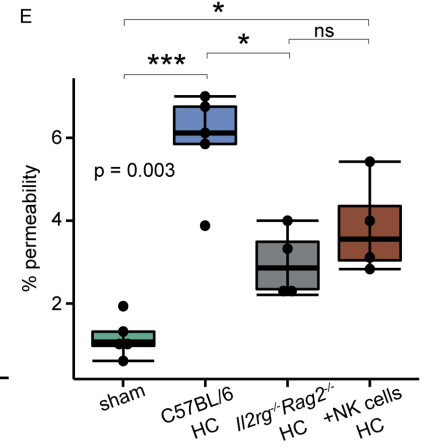 E
*
* ns
***
6
4
2
% permeability
p = 0.003
sham
C57BL/6
HC
Il2rg-/-Rag2-/-
HC
+NK cells
HC